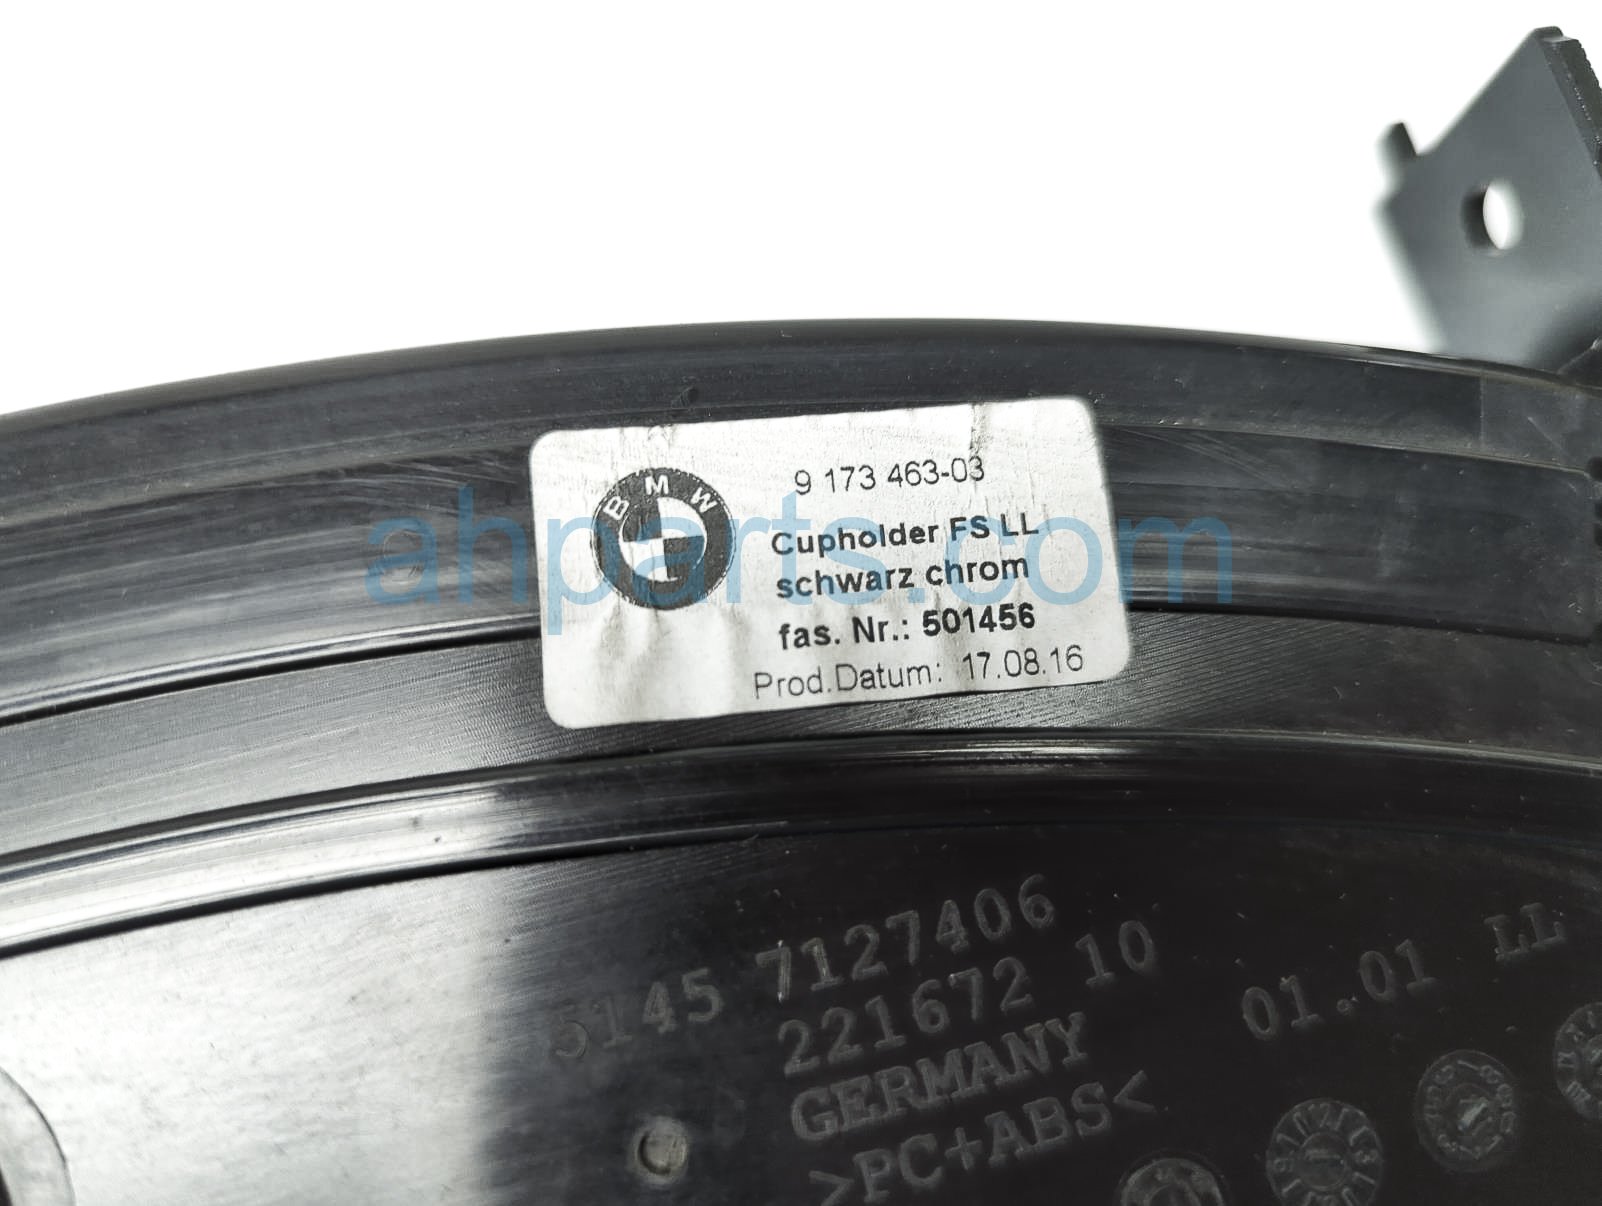 BMW
9 173 463-03
Cupholder FS LL
schwarz chrom
fas. Nr.: 501456
Prod.Datum: 17.08.16
ahparts.com
5145 7127406
221672 10
01.01 LL
GERMANY
>PC+ABS<